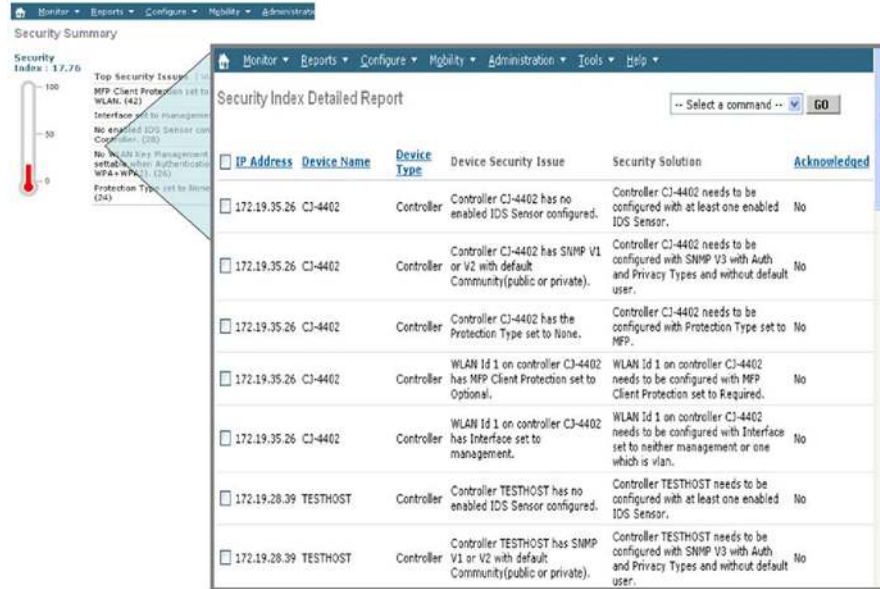 Monitor Reports Configure Mobility Administrat
Security Summary
Security
Index : 17.76
100
50
0
Top Security Issues
MFP Client Protection set to
WLAN. (42)
Interface set to managemen
No enabled IDS Sensor con
Controller. (28)
No WLAN Key Management
settable when Authenticatio
WPA+WPA2). (26)
Protection Type set to None
(24)
Monitor Reports Configure Mobility Administration Tools Help
Security Index Detailed Report
-- Select a command -- GO
IP Address Device Name Device Type Device Security Issue Security Solution Acknowledged
172.19.35.26 CJ-4402 Controller Controller CJ-4402 has no enabled IDS Sensor configured. Controller CJ-4402 needs to be configured with at least one enabled IDS Sensor. No
172.19.35.26 CJ-4402 Controller Controller CJ-4402 has SNMP V1 or V2 with default Community(public or private). Controller CJ-4402 needs to be configured with SNMP V3 with Auth and Privacy Types and without default user. No
172.19.35.26 CJ-4402 Controller Controller CJ-4402 has the Protection Type set to None. Controller CJ-4402 needs to be configured with Protection Type set to MFP. No
172.19.35.26 CJ-4402 Controller WLAN Id 1 on controller CJ-4402 has MFP Client Protection set to Optional. WLAN Id 1 on controller CJ-4402 needs to be configured with MFP Client Protection set to Required. No
172.19.35.26 CJ-4402 Controller WLAN Id 1 on controller CJ-4402 has Interface set to management. WLAN Id 1 on controller CJ-4402 needs to be configured with Interface set to neither management or one which is vlan. No
172.19.28.39 TESTHOST Controller Controller TESTHOST has no enabled IDS Sensor configured. Controller TESTHOST needs to be configured with at least one enabled IDS Sensor. No
172.19.28.39 TESTHOST Controller Controller TESTHOST has SNMP V1 or V2 with default Community(public or private). Controller TESTHOST needs to be configured with SNMP V3 with Auth and Privacy Types and without default user. No